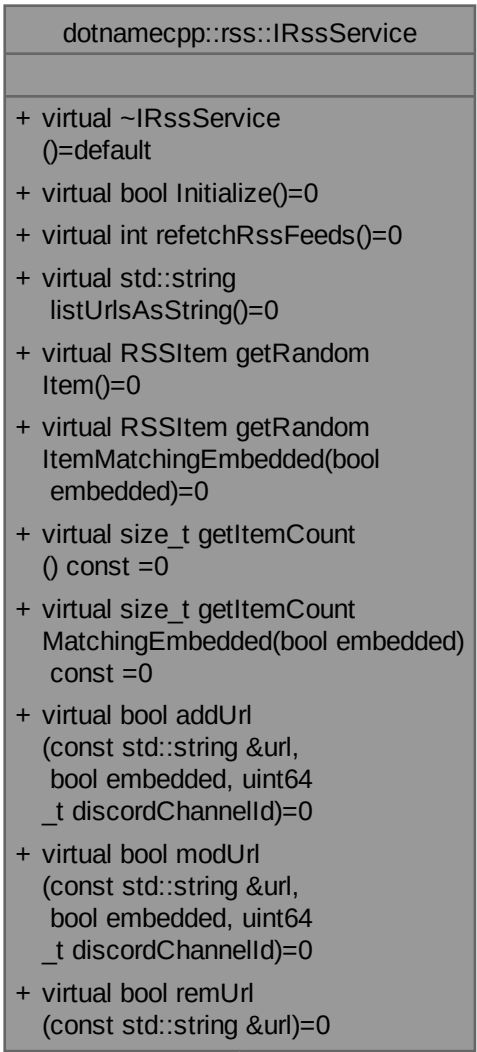 dotnamecpp::rss::IRssService
+ virtual ~IRssService
()=default
+ virtual bool Initialize()=0
+ virtual int refetchRssFeeds()=0
+ virtual std::string
listUrlsAsString()=0
+ virtual RSSItem getRandom
Item()=0
+ virtual RSSItem getRandom
ItemMatchingEmbedded(bool
embedded)=0
+ virtual size_t getItemCount
() const =0
+ virtual size_t getItemCount
MatchingEmbedded(bool embedded)
const =0
+ virtual bool addUrl
(const std::string &url,
bool embedded, uint64
_t discordChannelId)=0
+ virtual bool modUrl
(const std::string &url,
bool embedded, uint64
_t discordChannelId)=0
+ virtual bool remUrl
(const std::string &url)=0